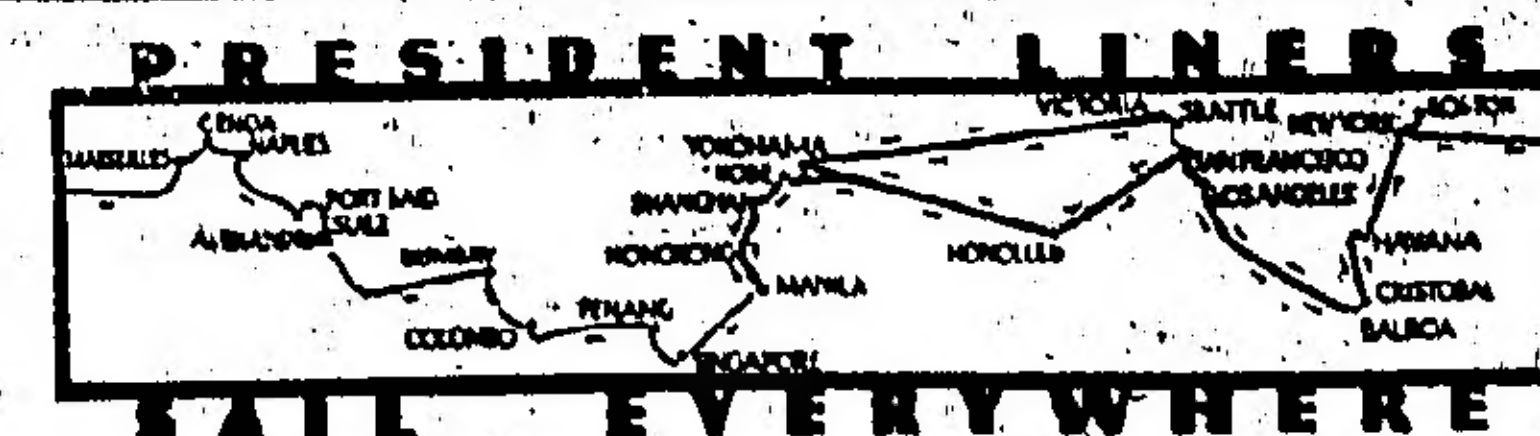 PRESIDENT LINERS
VICTORIA
SEATTLE
NEW YORK
BOSTON
GENOA
NAPLES
MARSEILLES
YOKOHAMA
KOBE
SAN FRANCISCO
LOS ANGELES
PORT SAID
SUEZ
SHANGHAI
ALEXANDRIA
BOMBAY
HONGKONG
HONOLULU
HAVANA
MANILA
CRISTOBAL
PENANG
COLOMBO
BALBOA
SINGAPORE
SAIL EVERYWHERE